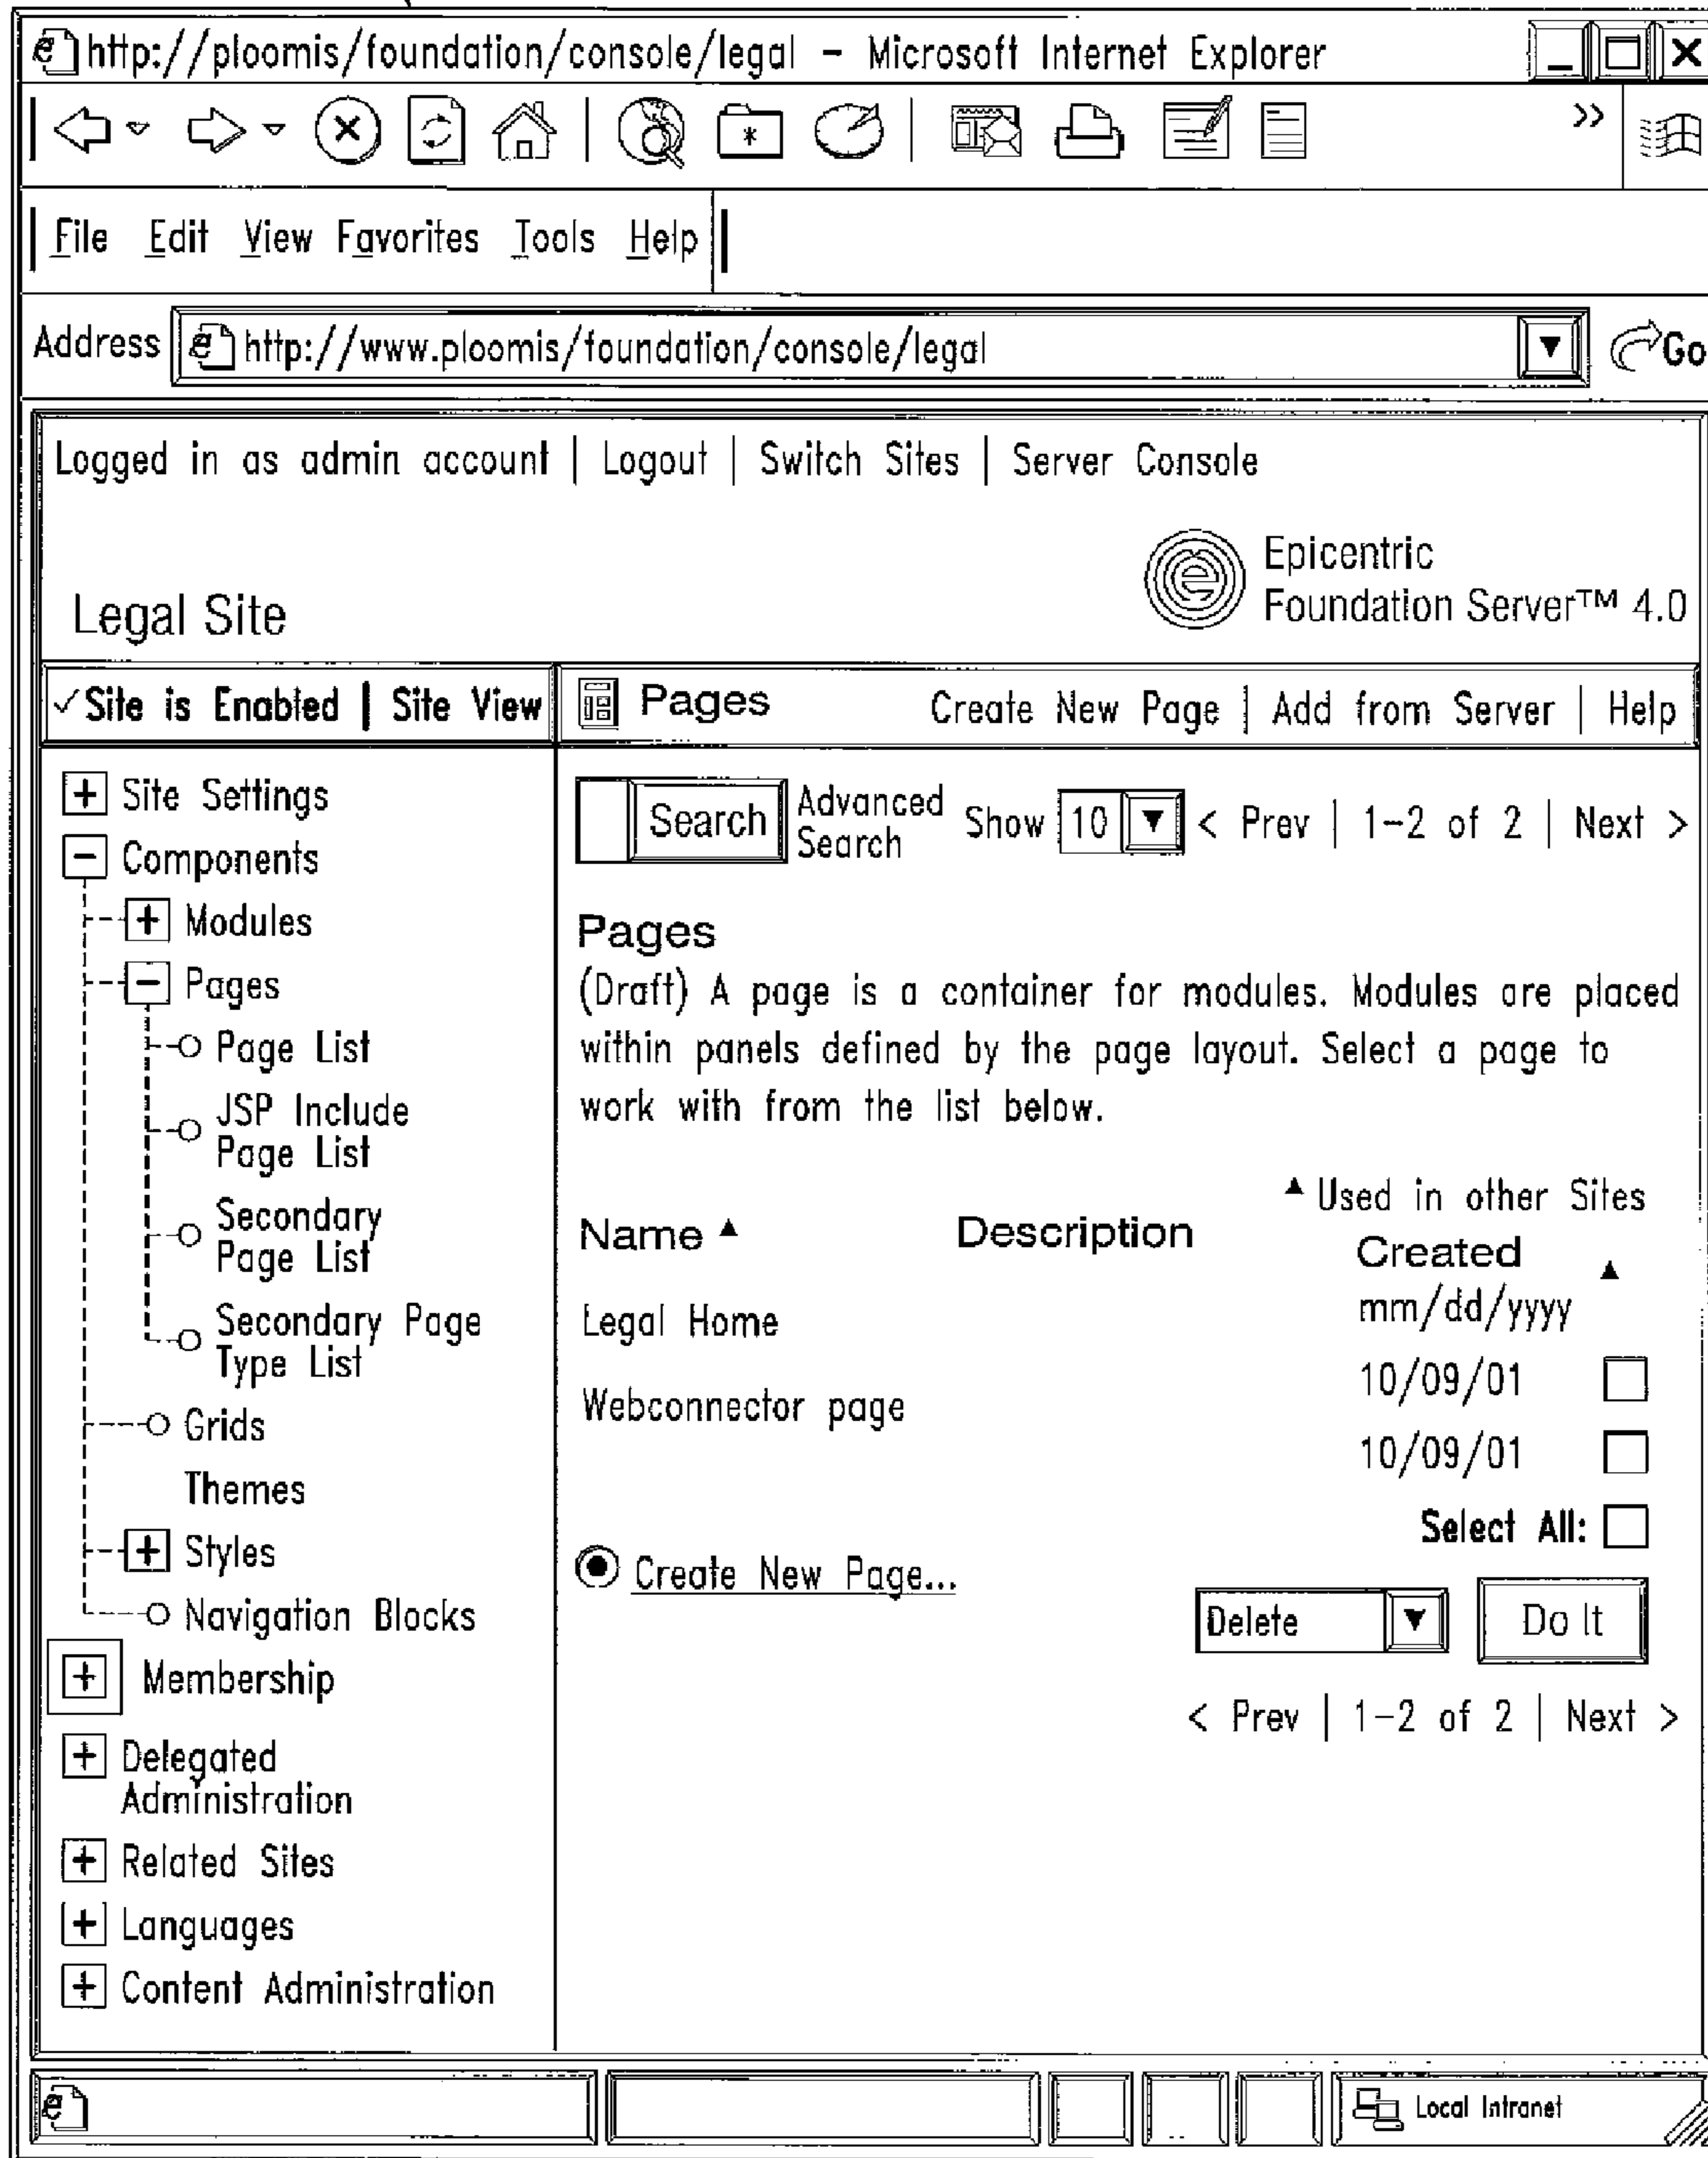 http://ploomis/foundation/console/legal - Microsoft Internet Explorer
File Edit View Favorites Tools Help
Address http://www.ploomis/foundation/console/legal Go
Logged in as admin account | Logout | Switch Sites | Server Console
Epicentric
Foundation Server™ 4.0
Legal Site
✓Site is Enabled | Site View
Pages Create New Page | Add from Server | Help
+ Site Settings
- Components
+ Modules
- Pages
Page List
JSP Include
Page List
Secondary
Page List
Secondary Page
Type List
Grids
Themes
+ Styles
Navigation Blocks
+ Membership
+ Delegated
Administration
+ Related Sites
+ Languages
+ Content Administration
Search Advanced
Search
Show 10 ▼ < Prev | 1-2 of 2 | Next >
Pages
(Draft) A page is a container for modules. Modules are placed
within panels defined by the page layout. Select a page to
work with from the list below.
▲ Used in other Sites
Name ▲ Description Created ▲
mm/dd/yyyy
Legal Home
10/09/01
Webconnector page
10/09/01
Select All:
Create New Page...
Delete ▼ Do It
< Prev | 1-2 of 2 | Next >
Local Intranet